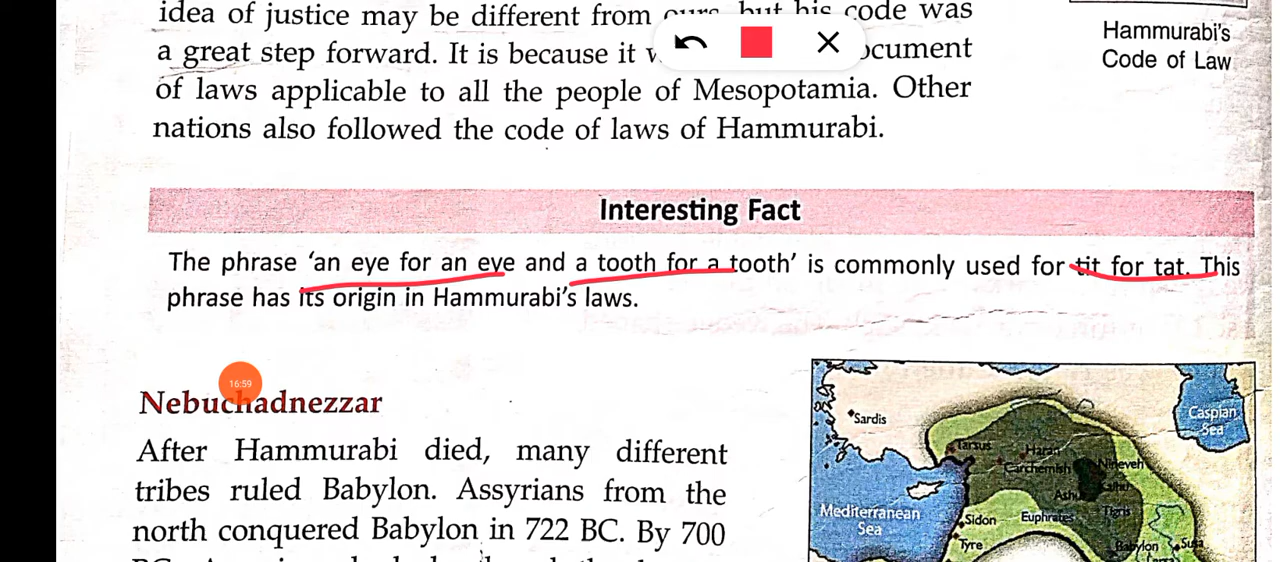 idea of justice may be different from ours, but his code was
a great step forward. It is because it
ocument
of laws applicable to all the people of Mesopotamia. Other
nations also followed the code of laws of Hammurabi.
Hammurabi's
Code of Law
Interesting Fact
The phrase 'an eye for an eye and a tooth for a tooth' is commonly used for tit for tat. This
phrase has its origin in Hammurabi's laws.
16:59
Nebuchadnezzar
After Hammurabi died, many different
tribes ruled Babylon. Assyrians from the
north conquered Babylon in 722 BC. By 700
Sardis
Caspian
Sea
Tarsus
Haran
Carchemish
Nineveh
Mediterranean
Sea
Sidon
Euphrates
Tigris
Tyre
Babylon
Susa